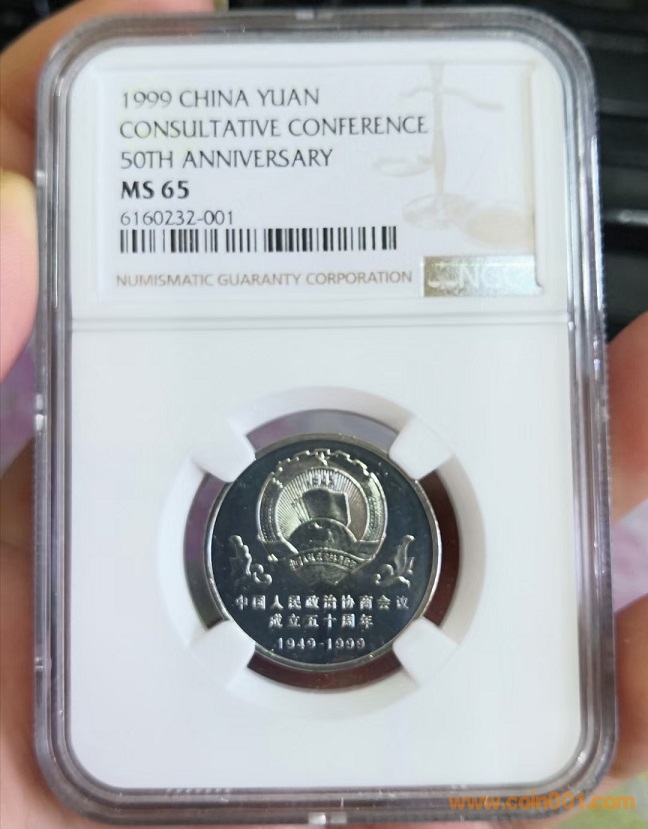 1999 CHINA YUAN
CONSULTATIVE CONFERENCE
50TH ANNIVERSARY
MS 65
6160232-001
NUMISMATIC GUARANTY CORPORATION
NGC
中国人民政治协商会议
成立五十周年
1949-1999
www.coin001.com